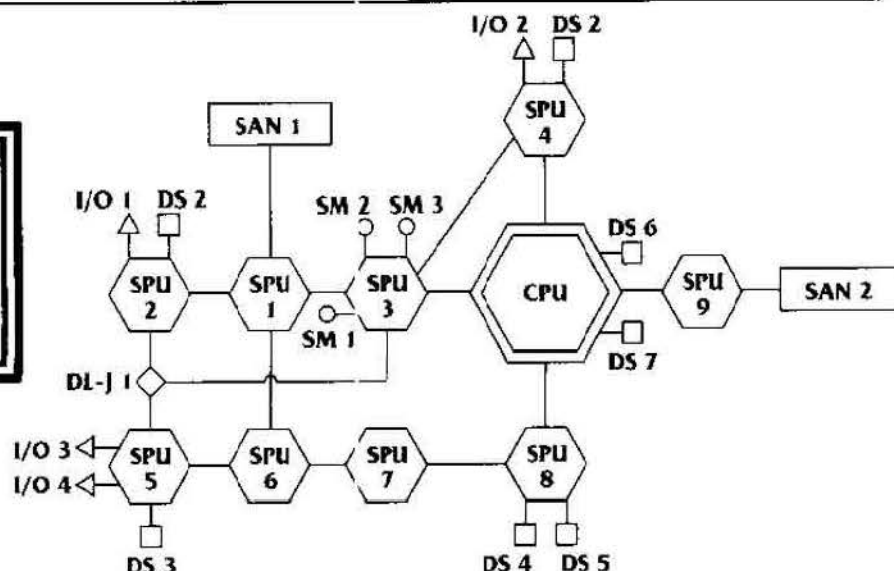 I/O 2 DS 2
SPU 4
SAN 1
I/O 1 DS 2
SM 2 SM 3
DS 6
SPU 2
SPU 1
SPU 3
CPU
SPU 9
SAN 2
SM 1
DS 7
DL-J 1
I/O 3
I/O 4
SPU 5
SPU 6
SPU 7
SPU 8
DS 3
DS 4 DS 5